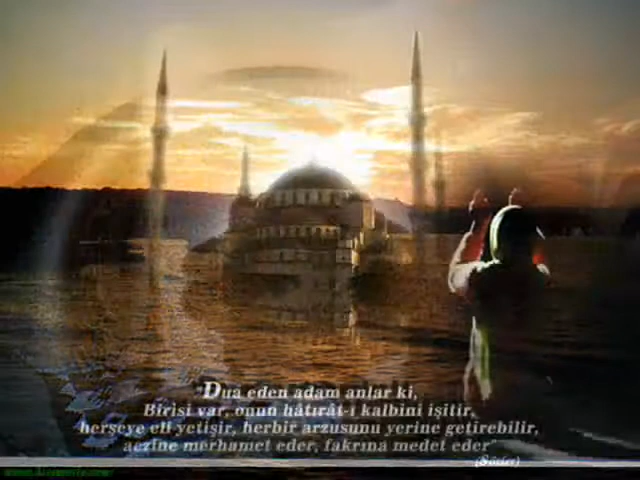 "Dua eden adam anlar ki,
Birisi var, onun hâtırât-ı kalbini işitir,
herşeye eli yetişir, herbir arzusunu yerine getirebilir,
aczine merhamet eder, fakrına medet eder"
(Sözler)